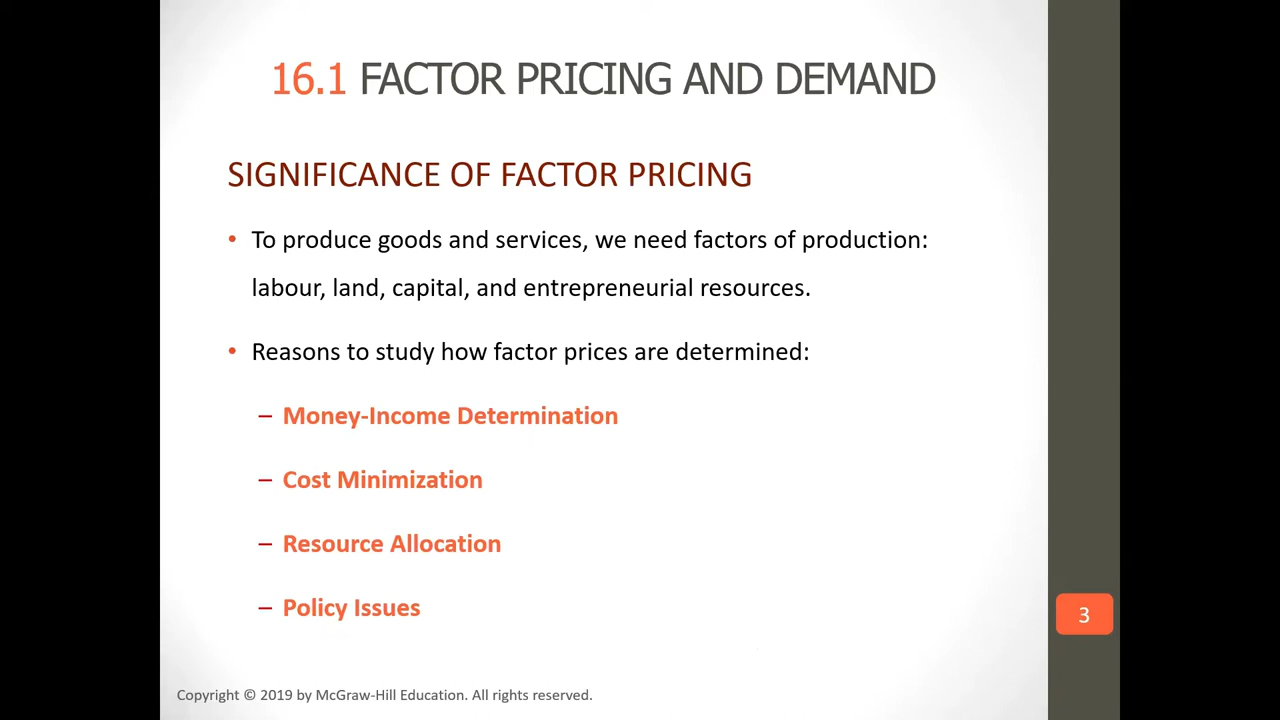 16.1 FACTOR PRICING AND DEMAND
SIGNIFICANCE OF FACTOR PRICING
• To produce goods and services, we need factors of production:
labour, land, capital, and entrepreneurial resources.
• Reasons to study how factor prices are determined:
– Money-Income Determination
– Cost Minimization
– Resource Allocation
– Policy Issues
3
Copyright © 2019 by McGraw-Hill Education. All rights reserved.